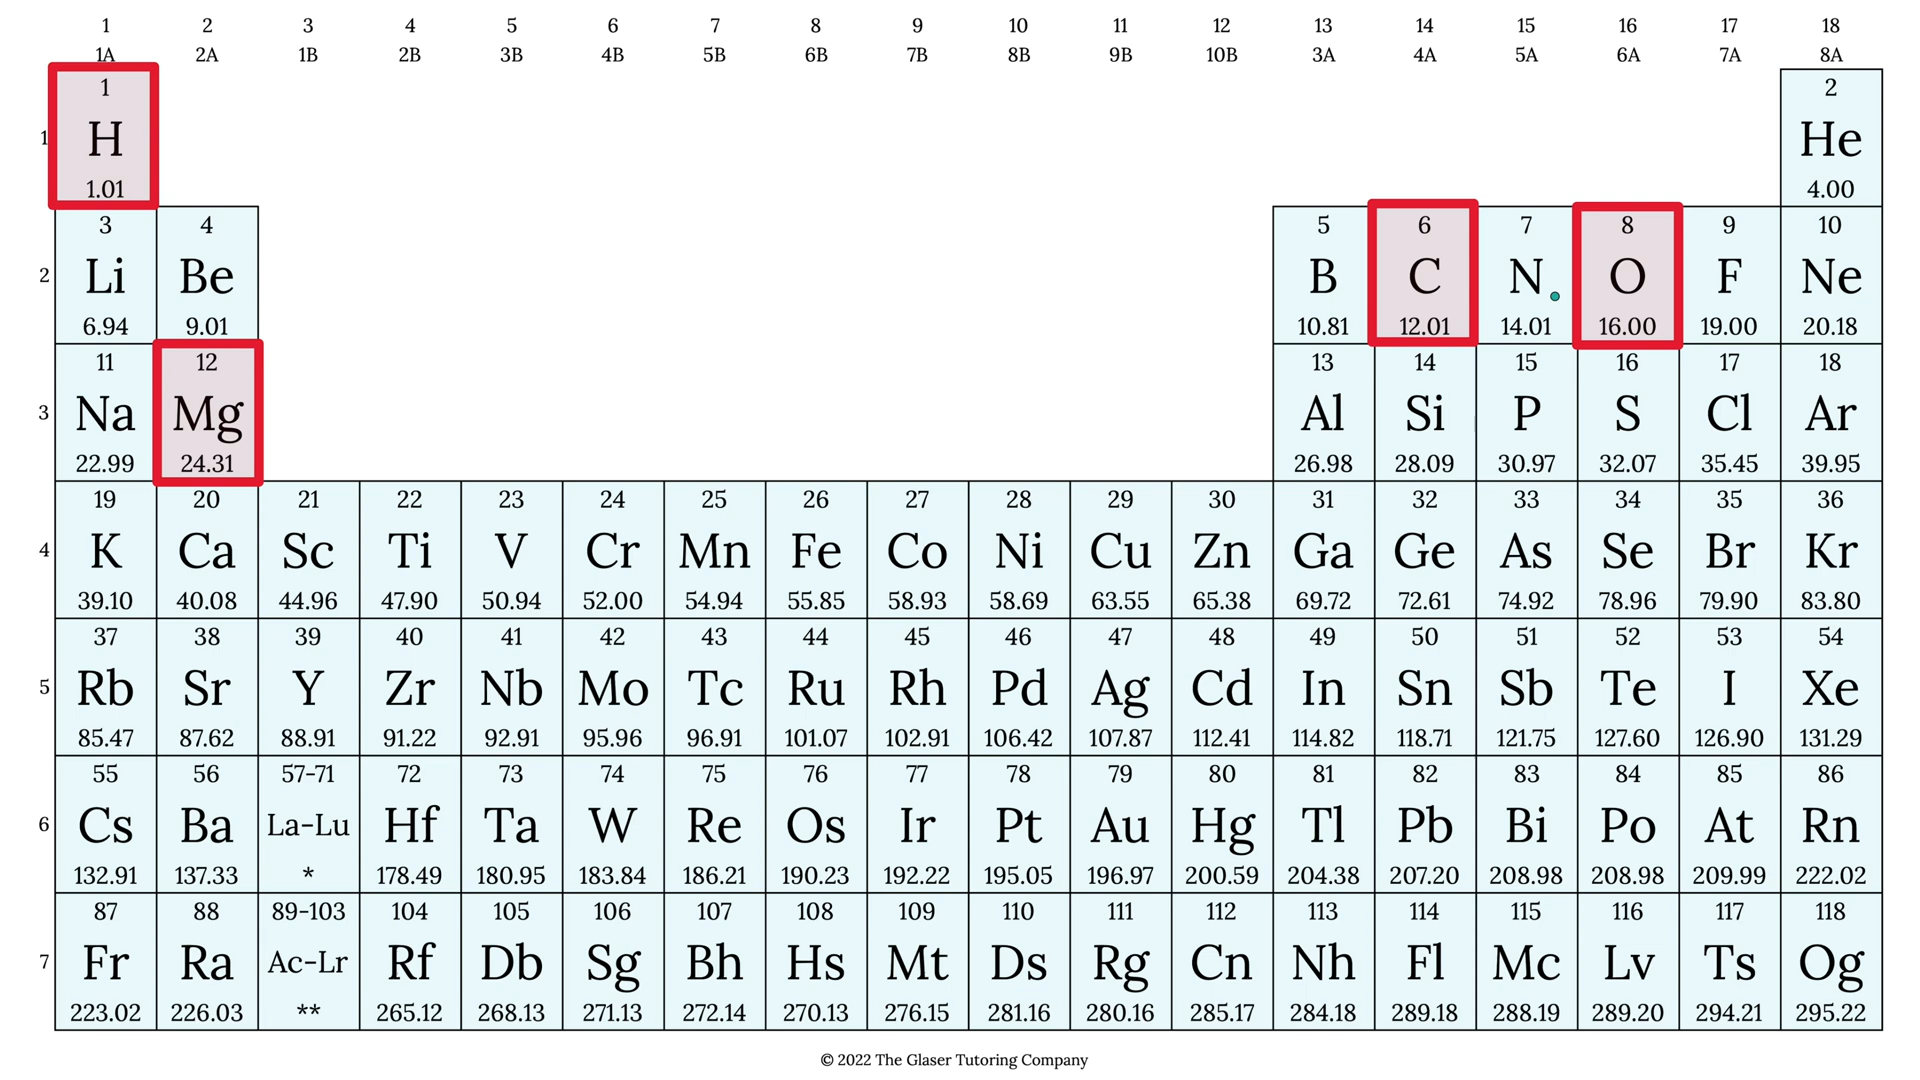 1 2 3 4 5 6 7 8 9 10 11 12 13 14 15 16 17 18
1A 2A 1B 2B 3B 4B 5B 6B 7B 8B 9B 10B 3A 4A 5A 6A 7A 8A
1 2
1 H He
1.01 4.00
3 4 5 6 7 8 9 10
2 Li Be B C N O F Ne
6.94 9.01 10.81 12.01 14.01 16.00 19.00 20.18
11 12 13 14 15 16 17 18
3 Na Mg Al Si P S Cl Ar
22.99 24.31 26.98 28.09 30.97 32.07 35.45 39.95
19 20 21 22 23 24 25 26 27 28 29 30 31 32 33 34 35 36
4 K Ca Sc Ti V Cr Mn Fe Co Ni Cu Zn Ga Ge As Se Br Kr
39.10 40.08 44.96 47.90 50.94 52.00 54.94 55.85 58.93 58.69 63.55 65.38 69.72 72.61 74.92 78.96 79.90 83.80
37 38 39 40 41 42 43 44 45 46 47 48 49 50 51 52 53 54
5 Rb Sr Y Zr Nb Mo Tc Ru Rh Pd Ag Cd In Sn Sb Te I Xe
85.47 87.62 88.91 91.22 92.91 95.96 96.91 101.07 102.91 106.42 107.87 112.41 114.82 118.71 121.75 127.60 126.90 131.29
55 56 57-71 72 73 74 75 76 77 78 79 80 81 82 83 84 85 86
6 Cs Ba La-Lu Hf Ta W Re Os Ir Pt Au Hg Tl Pb Bi Po At Rn
132.91 137.33 * 178.49 180.95 183.84 186.21 190.23 192.22 195.05 196.97 200.59 204.38 207.20 208.98 208.98 209.99 222.02
87 88 89-103 104 105 106 107 108 109 110 111 112 113 114 115 116 117 118
7 Fr Ra Ac-Lr Rf Db Sg Bh Hs Mt Ds Rg Cn Nh Fl Mc Lv Ts Og
223.02 226.03 ** 265.12 268.13 271.13 272.14 270.13 276.15 281.16 280.16 285.17 284.18 289.18 288.19 289.20 294.21 295.22
© 2022 The Glaser Tutoring Company